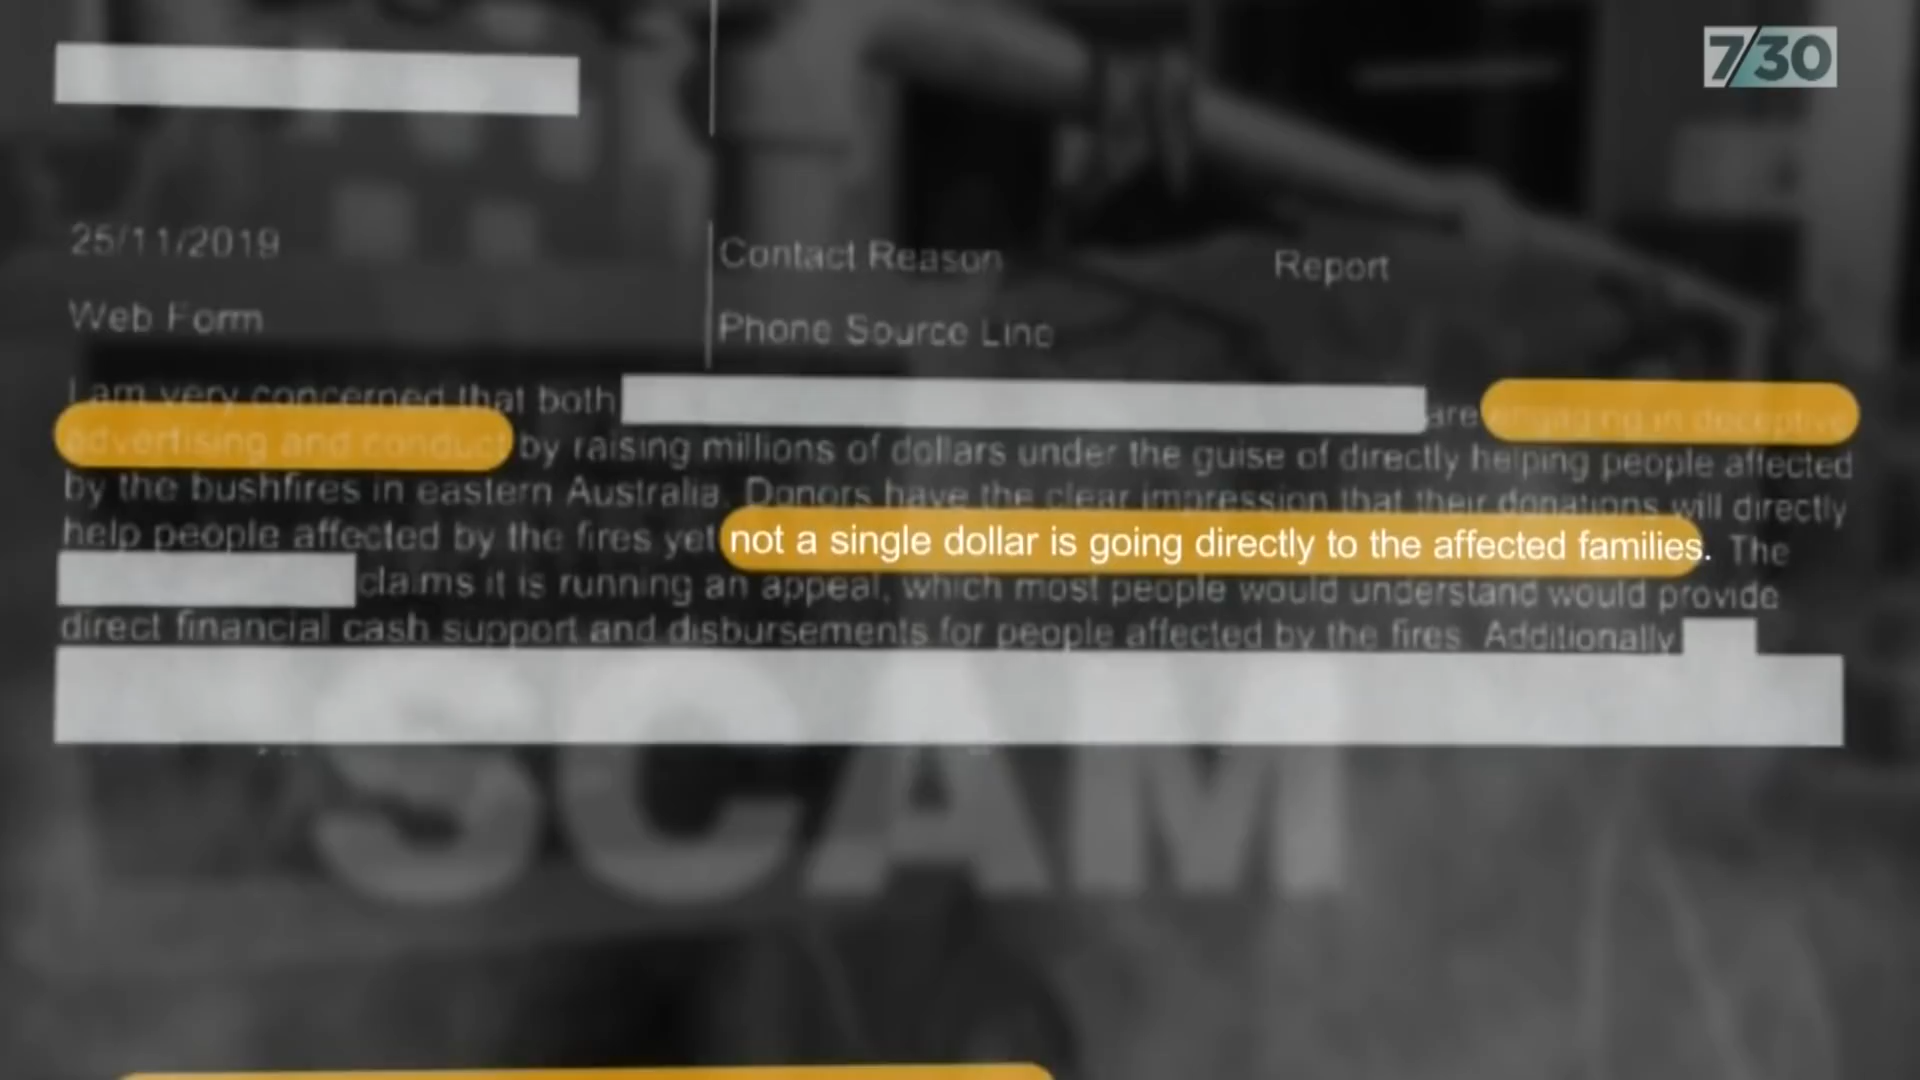 7/30
25/11/2019
Contact Reason
Report
Web Form
Phone Source Line
I am very concerned that both are engaging in deceptive
advertising and conduct by raising millions of dollars under the guise of directly helping people affected
by the bushfires in eastern Australia. Donors have the clear impression that their donations will directly
help people affected by the fires yet not a single dollar is going directly to the affected families. The
claims it is running an appeal, which most people would understand would provide
direct financial cash support and disbursements for people affected by the fires. Additionally
SCAM